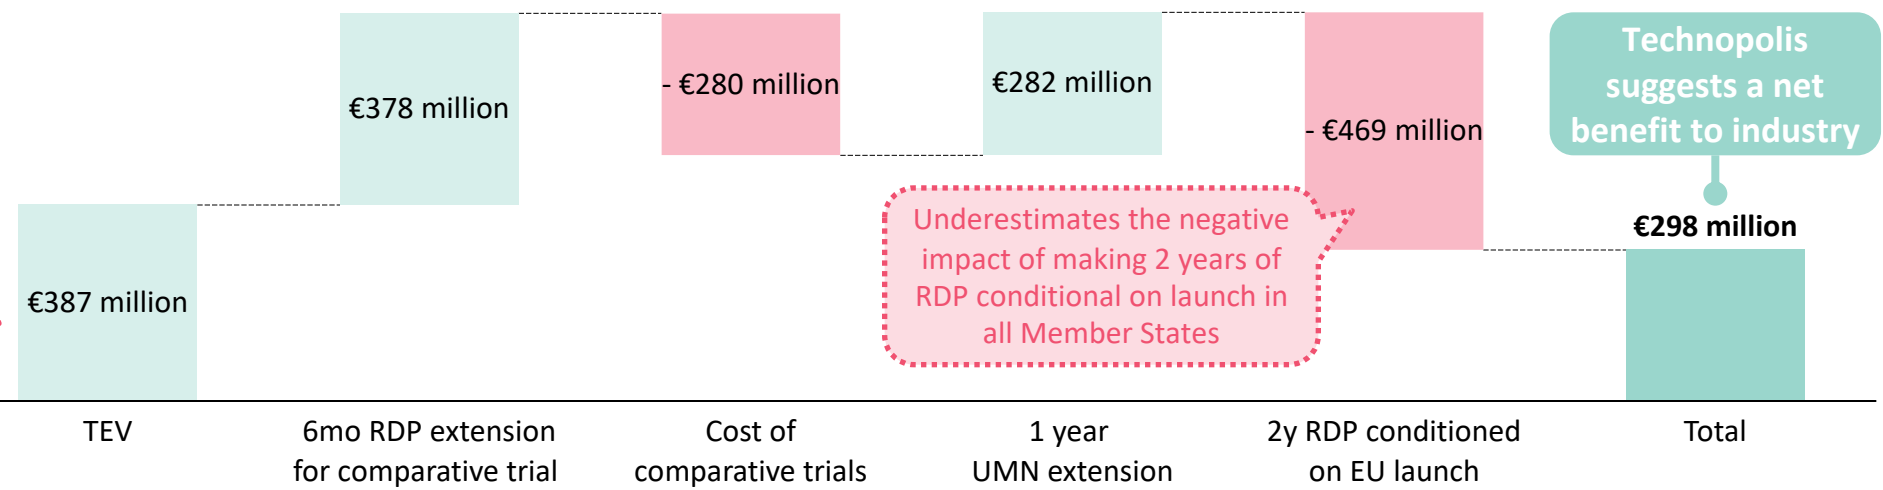 €387 million
€378 million
- €280 million
€282 million
- €469 million
Technopolis
suggests a net
benefit to industry
€298 million
Underestimates the negative
impact of making 2 years of
RDP conditional on launch in
all Member States
TEV
6mo RDP extension
for comparative trial
Cost of
comparative trials
1 year
UMN extension
2y RDP conditioned
on EU launch
Total